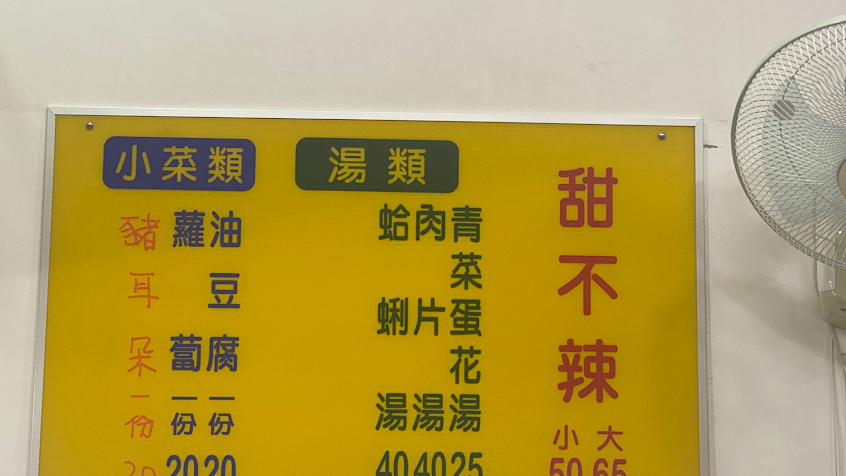 甜不辣
大 65
小 50
湯類
青菜蛋花湯 25
肉片湯 40
蛤蜊湯 40
小菜類
油豆腐一份 20
蘿蔔一份 20
豬耳朵一份